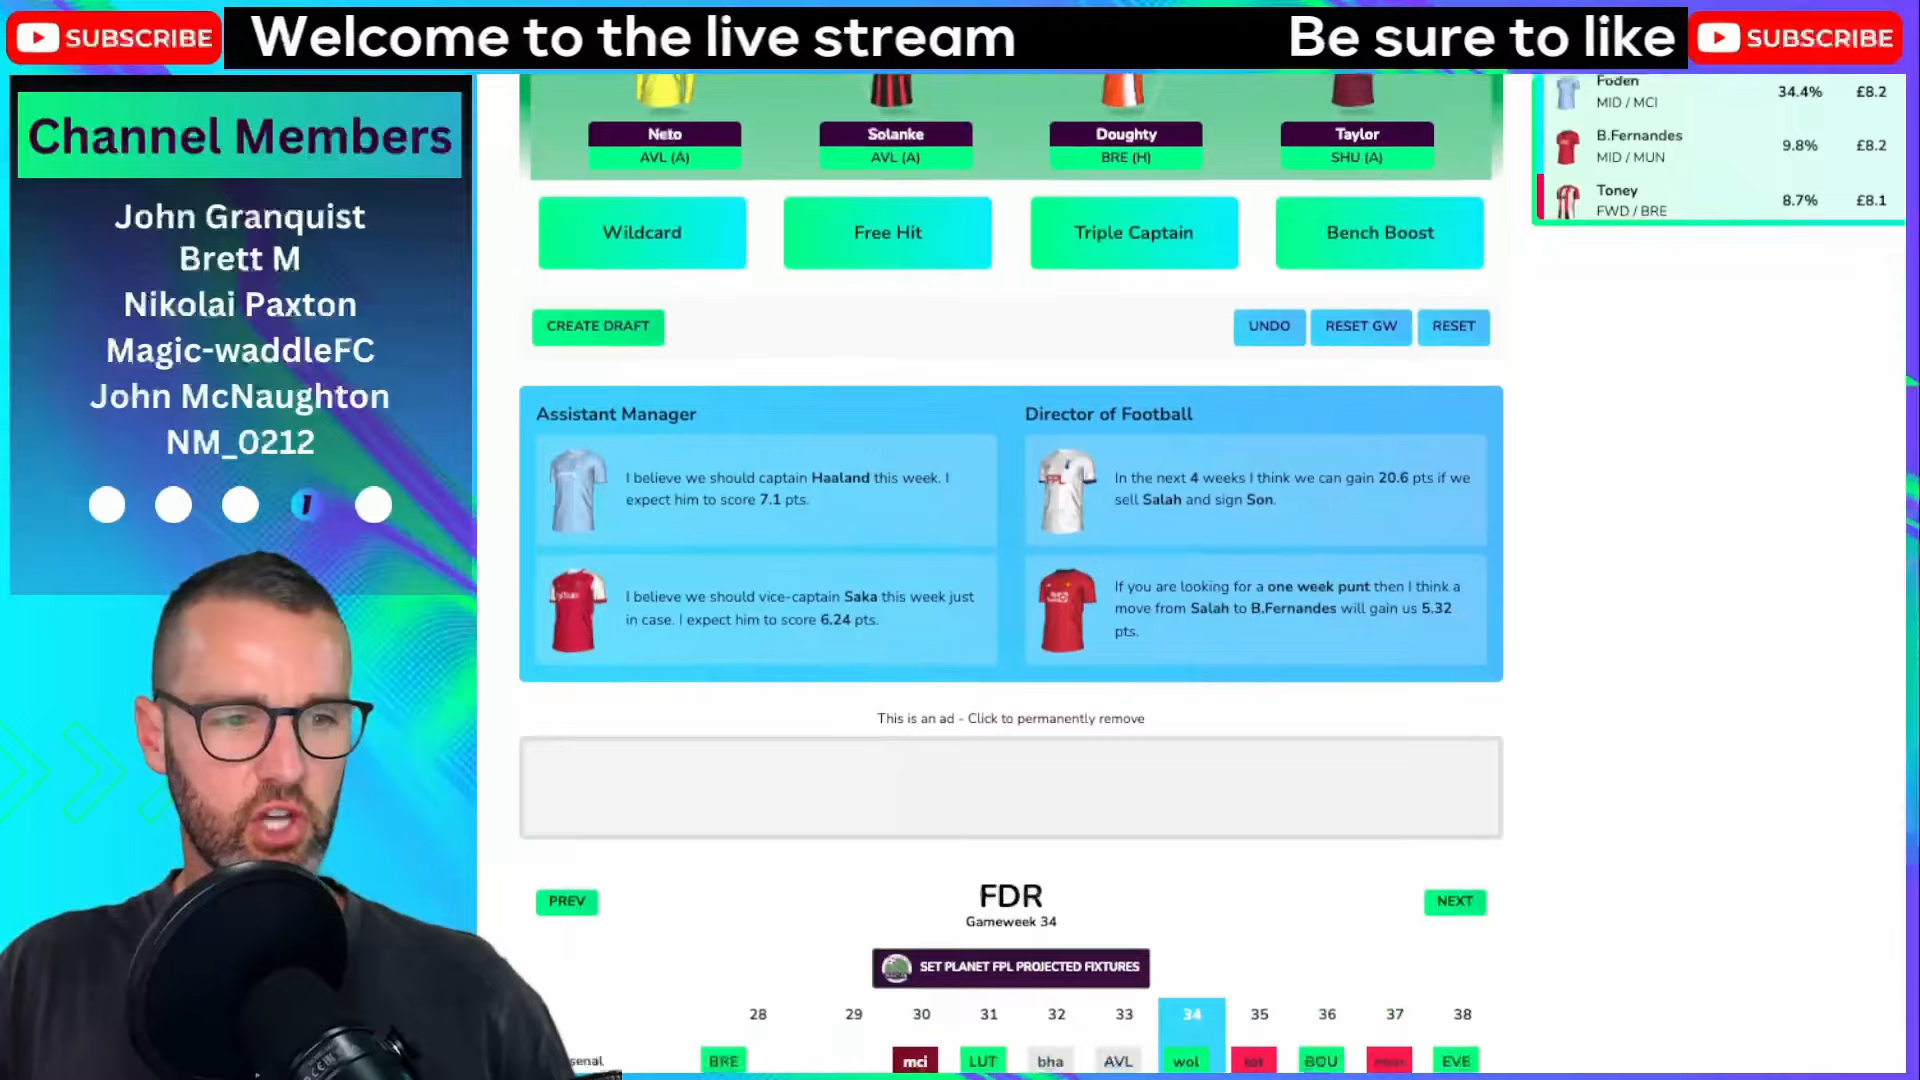 SUBSCRIBE
Welcome to the live stream
Be sure to like
SUBSCRIBE
Channel Members
John Granquist
Brett M
Nikolai Paxton
Magic-waddleFC
John McNaughton
NM_0212
Neto
AVL (A)
Solanke
AVL (A)
Doughty
BRE (H)
Taylor
SHU (A)
Foden
MID / MCI
34.4%
£8.2
B.Fernandes
MID / MUN
9.8%
£8.2
Toney
FWD / BRE
8.7%
£8.1
Wildcard
Free Hit
Triple Captain
Bench Boost
CREATE DRAFT
UNDO
RESET GW
RESET
Assistant Manager
I believe we should captain Haaland this week. I
expect him to score 7.1 pts.
I believe we should vice-captain Saka this week just
in case. I expect him to score 6.24 pts.
Director of Football
FPL
In the next 4 weeks I think we can gain 20.6 pts if we
sell Salah and sign Son.
If you are looking for a one week punt then I think a
move from Salah to B.Fernandes will gain us 5.32
pts.
This is an ad - Click to permanently remove
PREV
FDR
Gameweek 34
NEXT
SET PLANET FPL PROJECTED FIXTURES
28 29 30 31 32 33 34 35 36 37 38
senal BRE mci LUT bha AVL wol tot BOU EVE